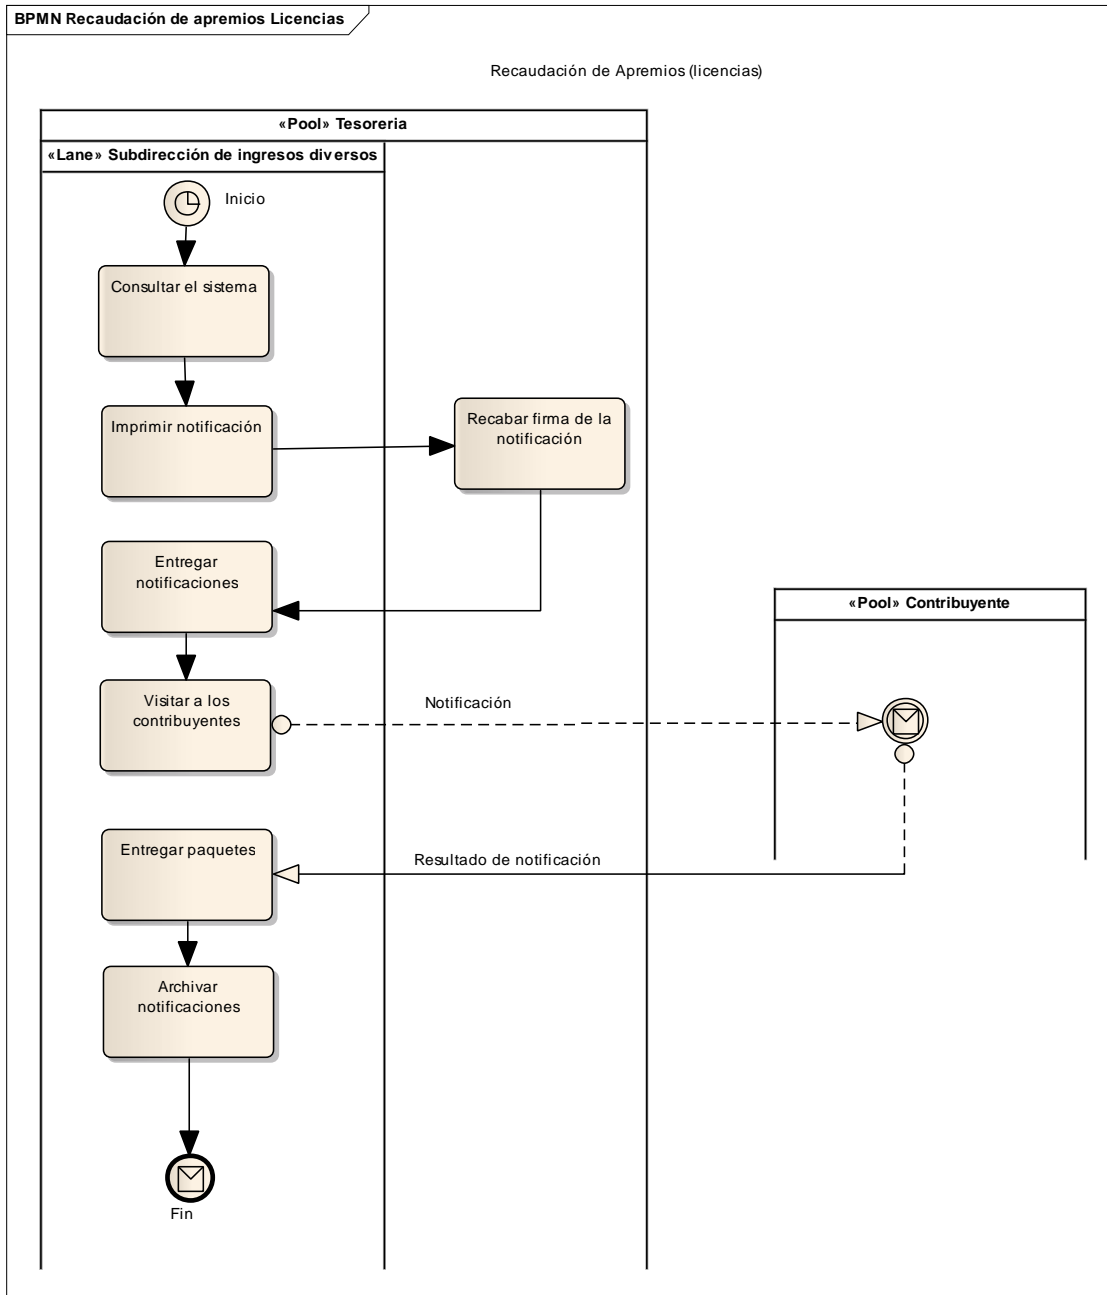 BPMN Recaudación de apremios Licencias
Recaudación de Apremios (licencias)
«Pool» Tesoreria
«Lane» Subdirección de ingresos diversos
Inicio
Consultar el sistema
Imprimir notificación
Recabar firma de la
notificación
Entregar
notificaciones
«Pool» Contribuyente
Visitar a los
contribuyentes
Notificación
Entregar paquetes
Resultado de notificación
Archivar
notificaciones
Fin